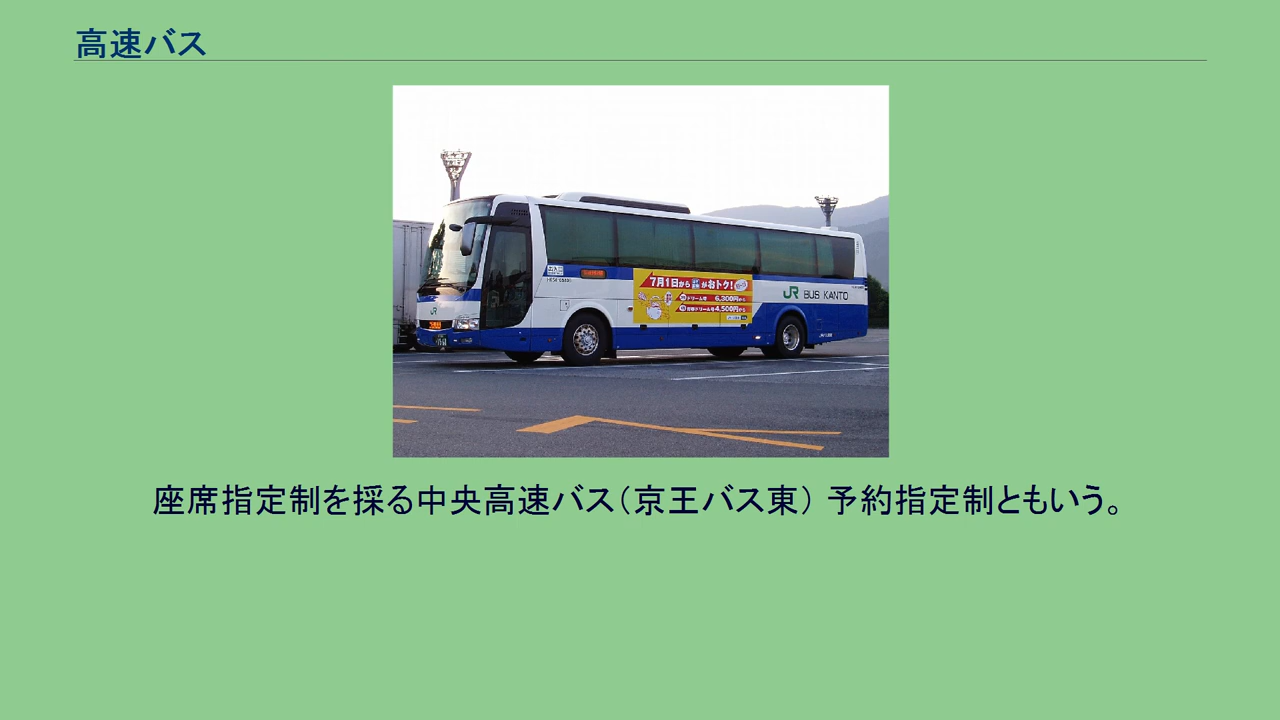 高速バス
7月1日から がおトク!
ドリーム号 6,300円から
青春ドリーム号 4,500円から
JR BUS KANTO
座席指定制を採る中央高速バス(京王バス東) 予約指定制ともいう。